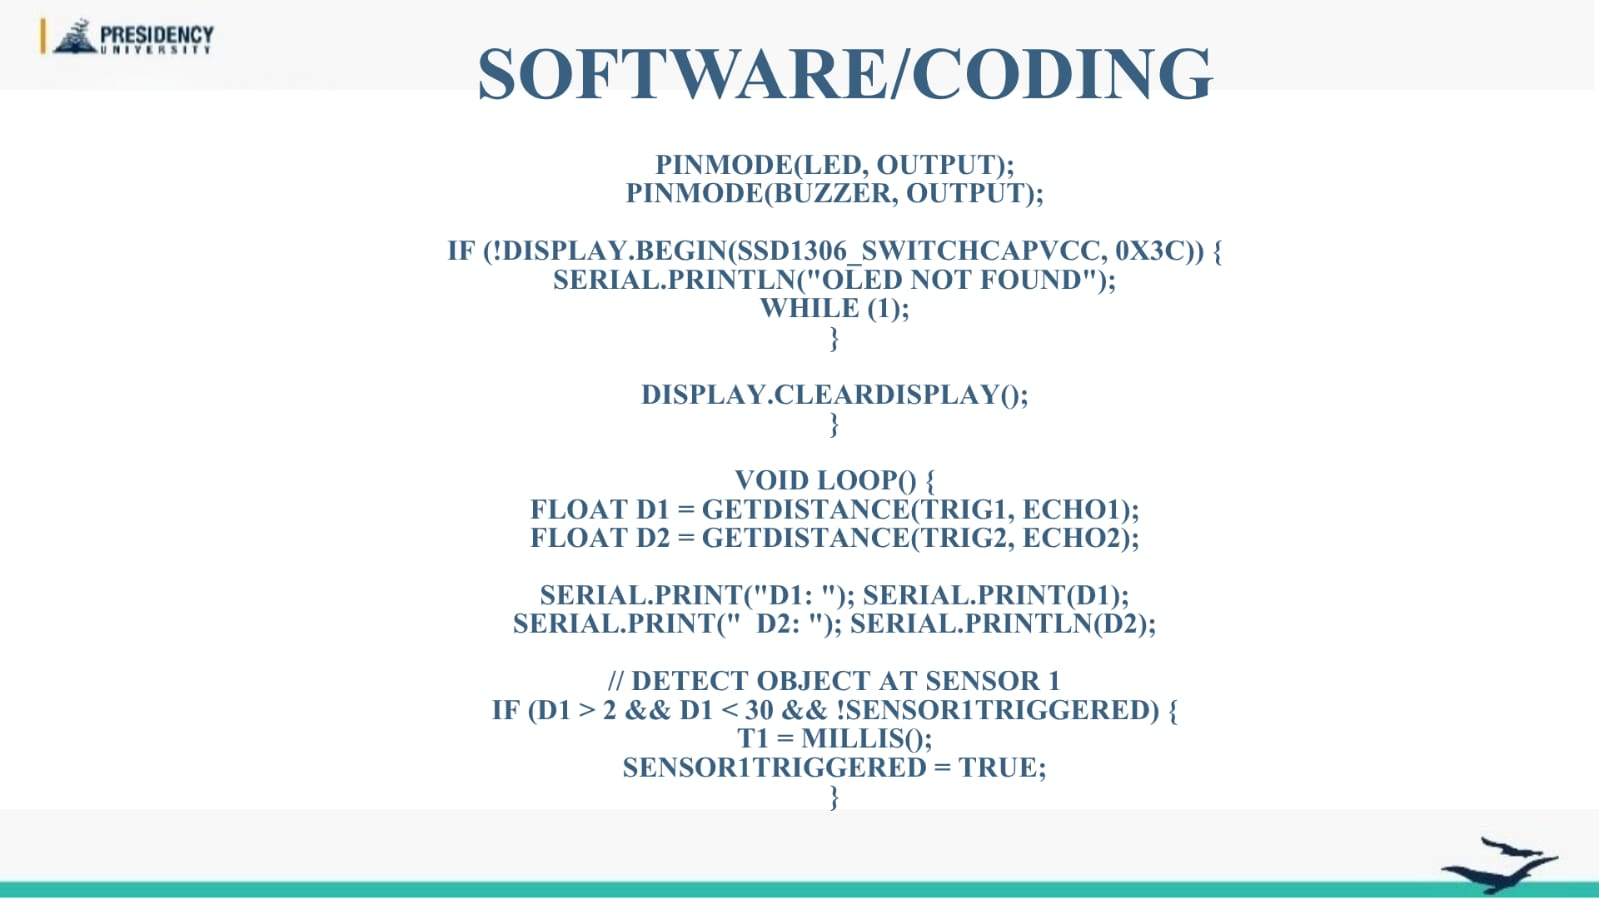 PRESIDENCY
UNIVERSITY
SOFTWARE/CODING
PINMODE(LED, OUTPUT);
PINMODE(BUZZER, OUTPUT);
IF (!DISPLAY.BEGIN(SSD1306_SWITCHCAPVCC, 0X3C)) {
SERIAL.PRINTLN("OLED NOT FOUND");
WHILE (1);
}
DISPLAY.CLEARDISPLAY();
}
VOID LOOP() {
FLOAT D1 = GETDISTANCE(TRIG1, ECHO1);
FLOAT D2 = GETDISTANCE(TRIG2, ECHO2);
SERIAL.PRINT("D1: "); SERIAL.PRINT(D1);
SERIAL.PRINT("  D2: "); SERIAL.PRINTLN(D2);
// DETECT OBJECT AT SENSOR 1
IF (D1 > 2 && D1 < 30 && !SENSOR1TRIGGERED) {
T1 = MILLIS();
SENSOR1TRIGGERED = TRUE;
}